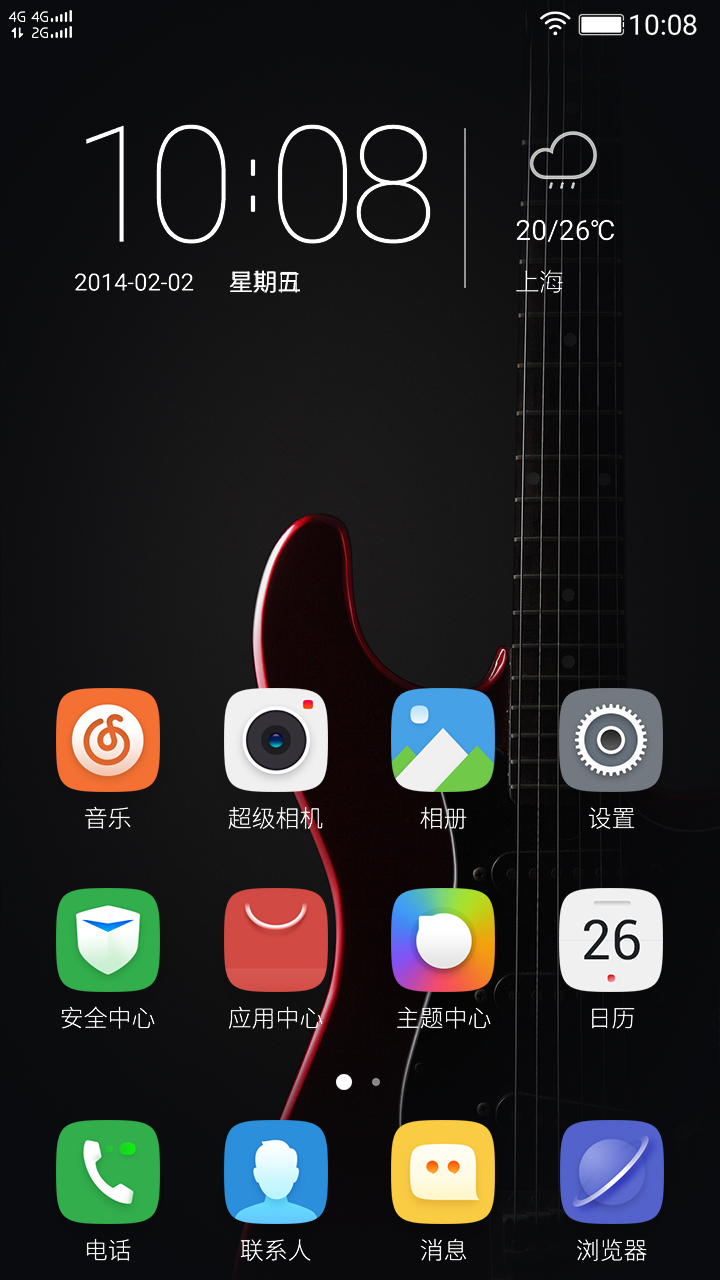 4G 4G
2G
10:08
10:08
2014-02-02 星期五
20/26℃
上海
音乐 超级相机 相册 设置
26
安全中心 应用中心 主题中心 日历
电话 联系人 消息 浏览器